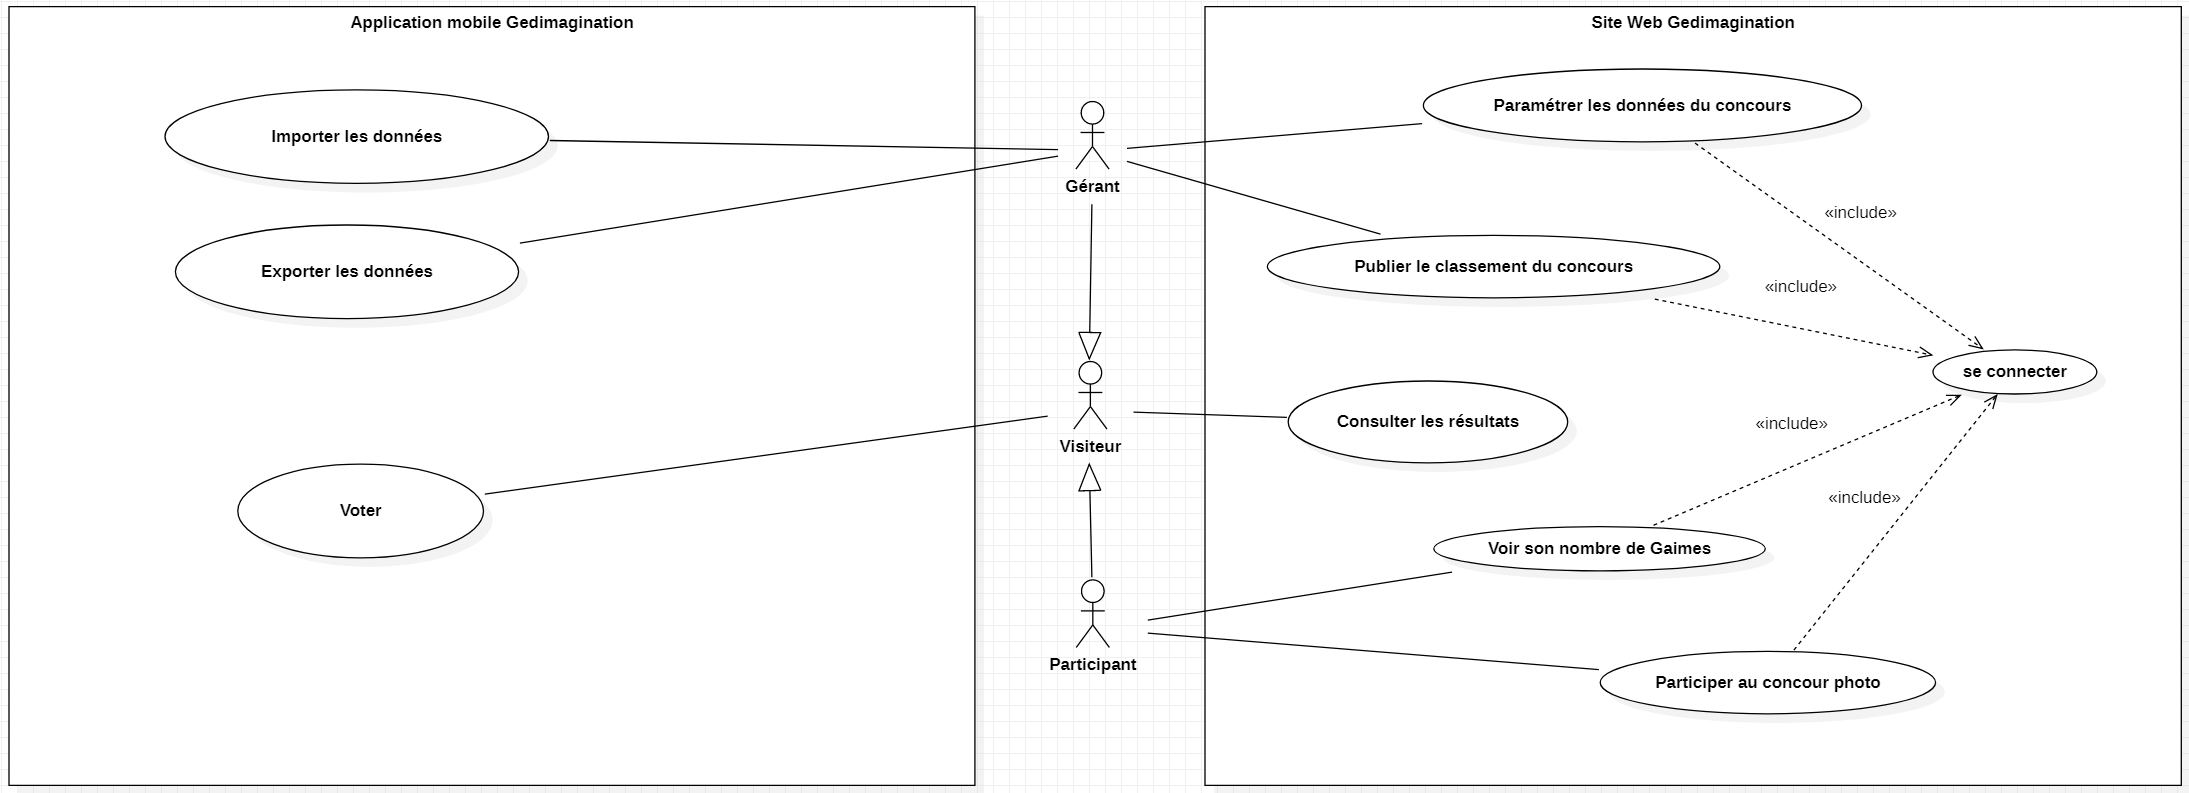 Application mobile Gedimagination
Importer les données
Exporter les données
Voter
Gérant
Visiteur
Participant
Site Web Gedimagination
Paramétrer les données du concours
«include»
Publier le classement du concours
«include»
se connecter
Consulter les résultats
«include»
«include»
Voir son nombre de Gaimes
Participer au concour photo